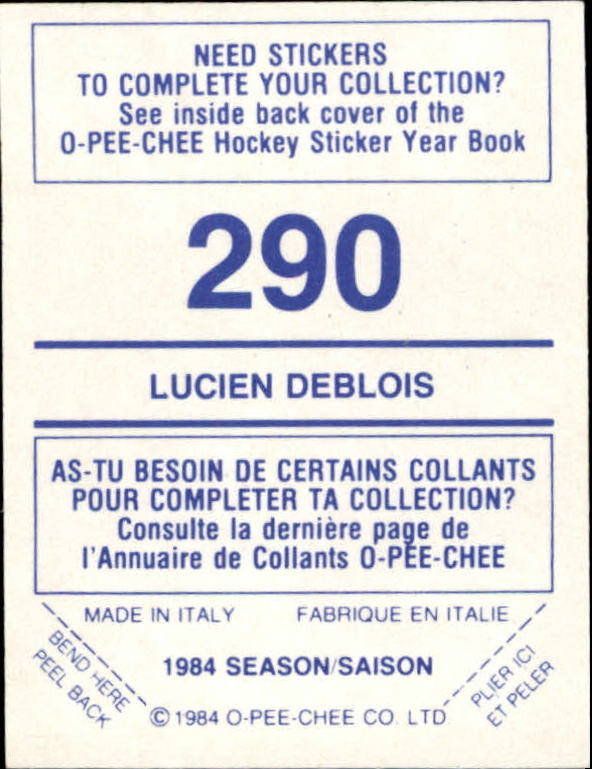 NEED STICKERS
TO COMPLETE YOUR COLLECTION?
See inside back cover of the
O-PEE-CHEE Hockey Sticker Year Book
290
LUCIEN DEBLOIS
AS-TU BESOIN DE CERTAINS COLLANTS
POUR COMPLETER TA COLLECTION?
Consulte la dernière page de
l'Annuaire de Collants O-PEE-CHEE
MADE IN ITALY FABRIQUE EN ITALIE
BEND HERE
PEEL BACK
1984 SEASON/SAISON
PLIER ICI
ET PELER
© 1984 O-PEE-CHEE CO. LTD